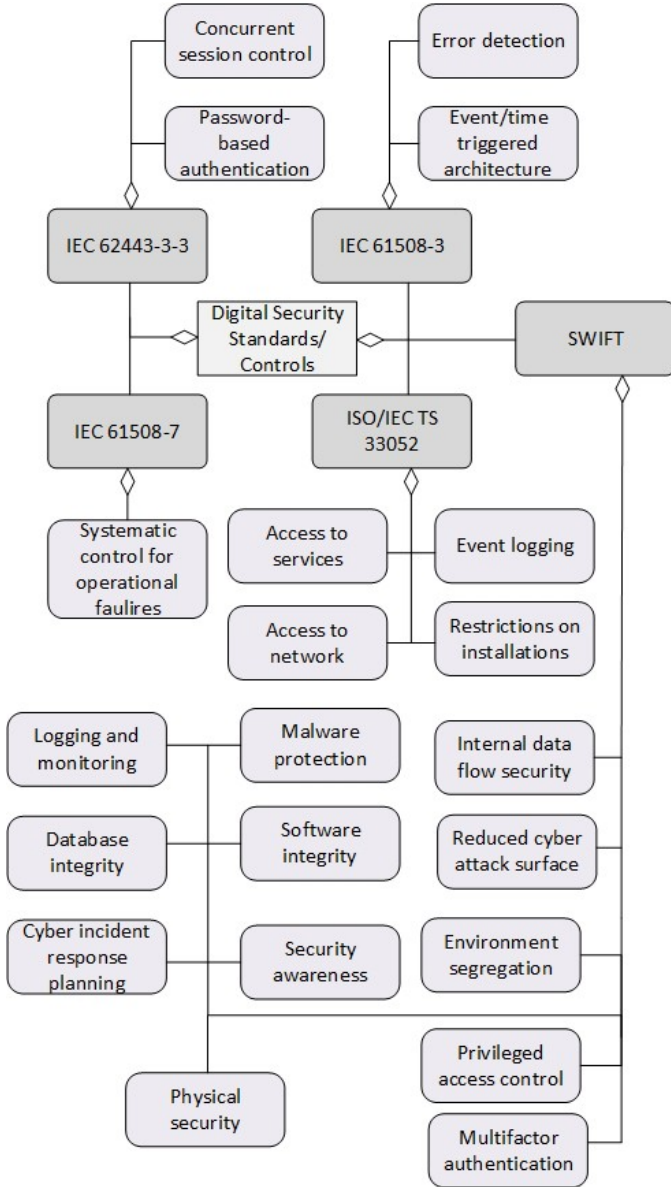 Concurrent
session control
Error detection
Password-
based
authentication
Event/time
triggered
architecture
IEC 62443-3-3
IEC 61508-3
Digital Security
Standards/
Controls
SWIFT
IEC 61508-7
ISO/IEC TS
33052
Systematic
control for
operational
faulires
Access to
services
Event logging
Access to
network
Restrictions on
installations
Logging and
monitoring
Malware
protection
Internal data
flow security
Database
integrity
Software
integrity
Reduced cyber
attack surface
Cyber incident
response
planning
Security
awareness
Environment
segregation
Physical
security
Privileged
access control
Multifactor
authentication